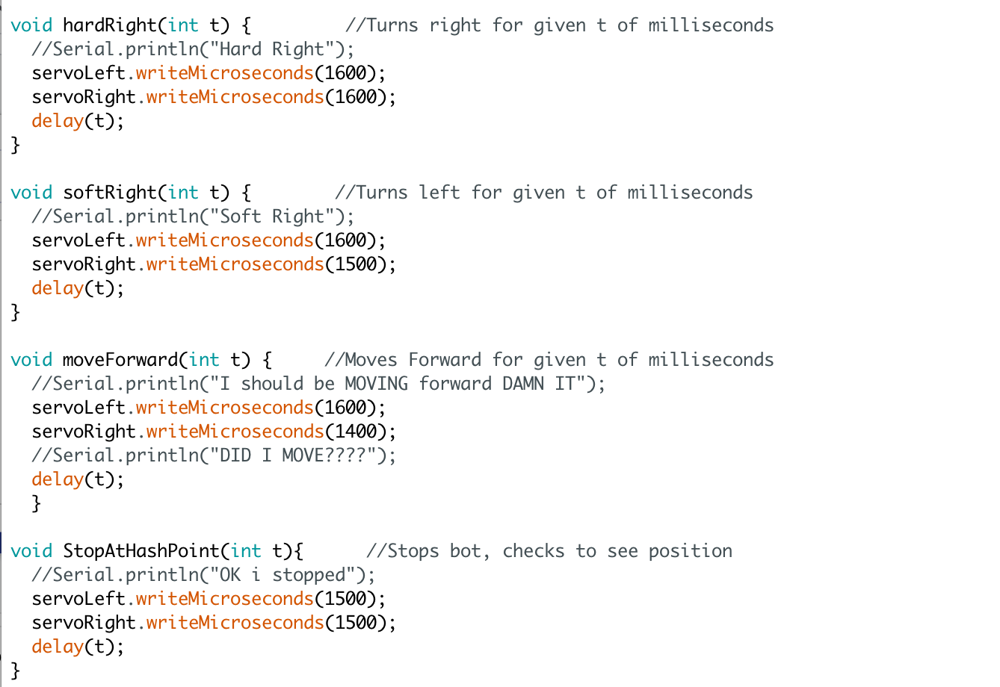 void hardRight(int t) {         //Turns right for given t of milliseconds
  //Serial.println("Hard Right");
  servoLeft.writeMicroseconds(1600);
  servoRight.writeMicroseconds(1600);
  delay(t);
}

void softRight(int t) {        //Turns left for given t of milliseconds
  //Serial.println("Soft Right");
  servoLeft.writeMicroseconds(1600);
  servoRight.writeMicroseconds(1500);
  delay(t);
}

void moveForward(int t) {     //Moves Forward for given t of milliseconds
  //Serial.println("I should be MOVING forward DAMN IT");
  servoLeft.writeMicroseconds(1600);
  servoRight.writeMicroseconds(1400);
  //Serial.println("DID I MOVE????");
  delay(t);
  }

void StopAtHashPoint(int t){      //Stops bot, checks to see position
  //Serial.println("OK i stopped");
  servoLeft.writeMicroseconds(1500);
  servoRight.writeMicroseconds(1500);
  delay(t);
}